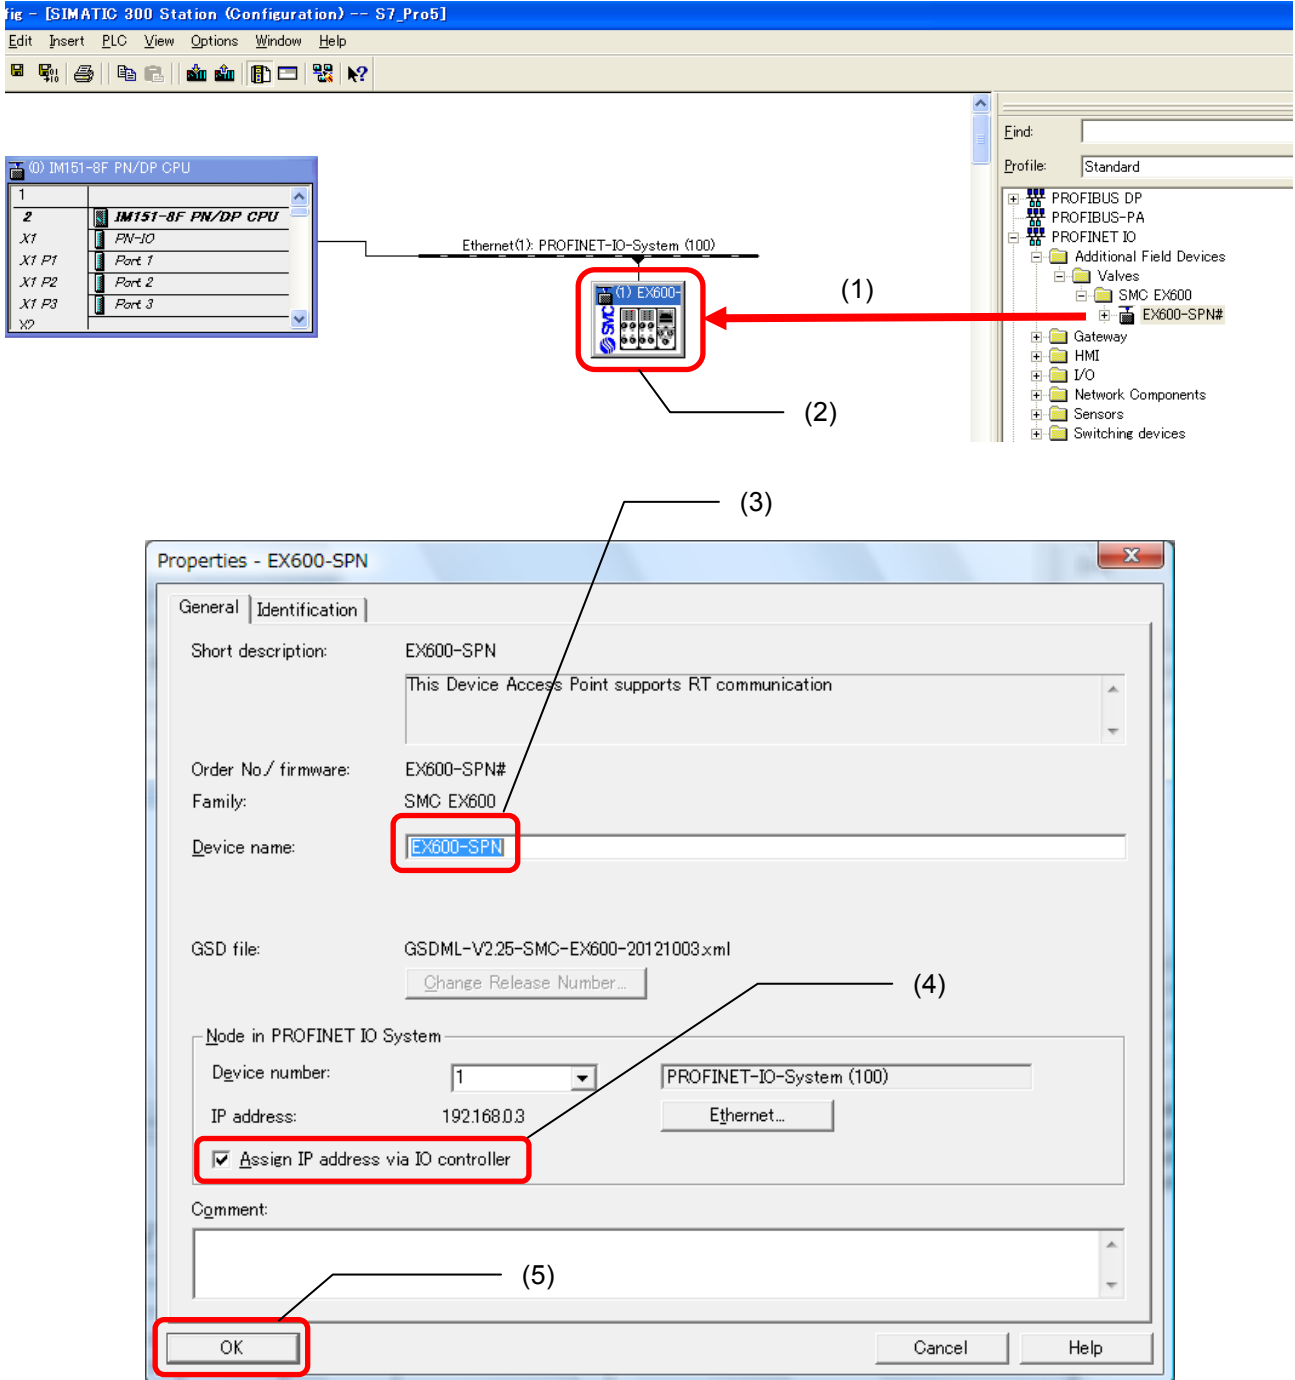 fig - [SIMATIC 300 Station (Configuration) -- S7_Pro5]
Edit Insert PLC View Options Window Help
Find:
Profile: Standard
(0) IM151-8F PN/DP CPU
1
2 IM151-8F PN/DP CPU
X1 PN-IO
X1 P1 Port 1
X1 P2 Port 2
X1 P3 Port 3
X2
Ethernet(1): PROFINET-IO-System (100)
(1) EX600-
SMC
(1)
(2)
PROFIBUS DP
PROFIBUS-PA
PROFINET IO
Additional Field Devices
Valves
SMC EX600
EX600-SPN#
Gateway
HMI
I/O
Network Components
Sensors
Switching devices
(3)
Properties - EX600-SPN
General Identification
Short description: EX600-SPN
This Device Access Point supports RT communication
Order No./ firmware: EX600-SPN#
Family: SMC EX600
Device name: EX600-SPN
GSD file: GSDML-V2.25-SMC-EX600-20121003.xml
Change Release Number...
(4)
Node in PROFINET IO System
Device number: 1 PROFINET-IO-System (100)
IP address: 192.168.0.3 Ethernet...
Assign IP address via IO controller
Comment:
(5)
OK Cancel Help